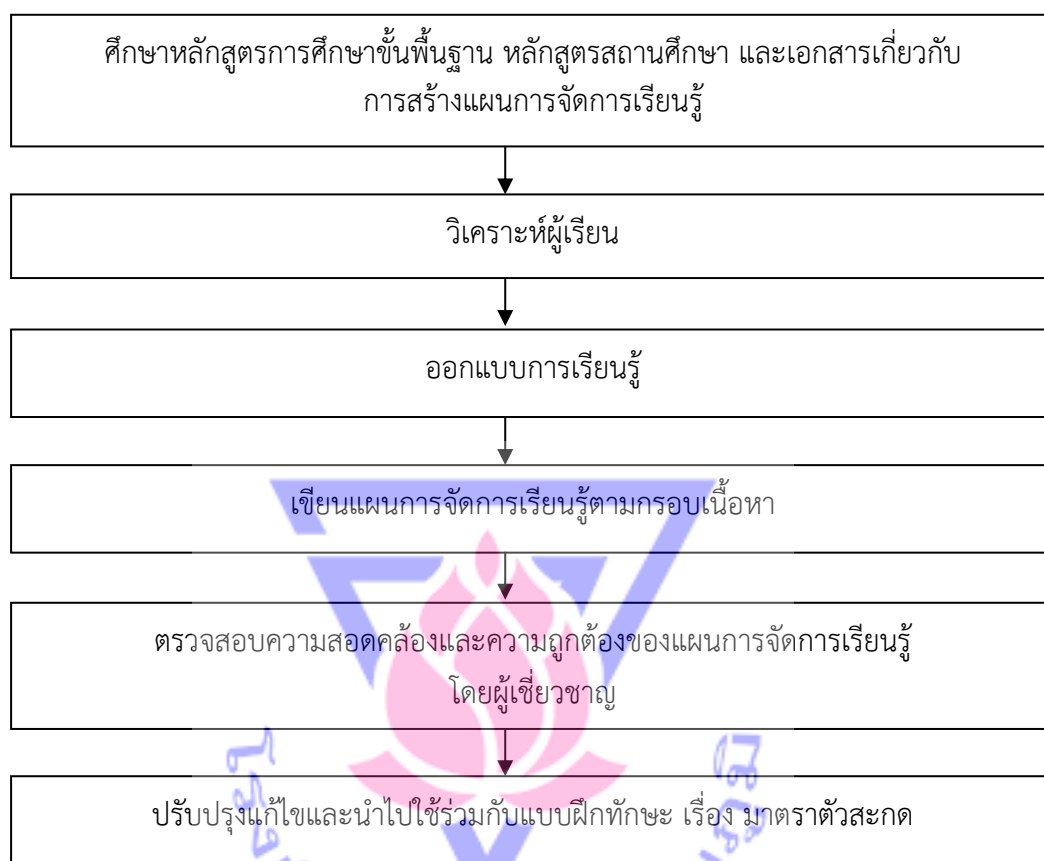 ศึกษาหลักสูตรการศึกษาขั้นพื้นฐาน หลักสูตรสถานศึกษา และเอกสารเกี่ยวกับ
การสร้างแผนการจัดการเรียนรู้
วิเคราะห์ผู้เรียน
ออกแบบการเรียนรู้
เขียนแผนการจัดการเรียนรู้ตามกรอบเนื้อหา
ตรวจสอบความสอดคล้องและความถูกต้องของแผนการจัดการเรียนรู้
โดยผู้เชี่ยวชาญ
ปรับปรุงแก้ไขและนำไปใช้ร่วมกับแบบฝึกทักษะ เรื่อง มาตราตัวสะกด